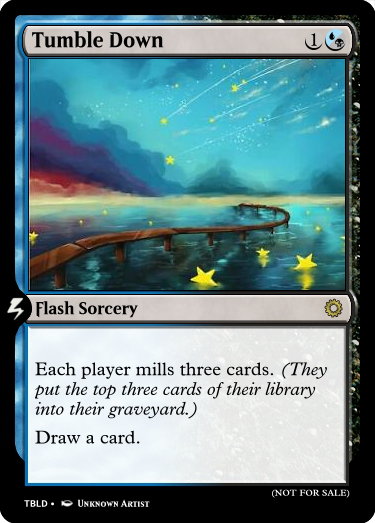 Tumble Down 1
Flash Sorcery
Each player mills three cards. (They
put the top three cards of their library
into their graveyard.)
Draw a card.
(NOT FOR SALE)
TBLD • Unknown Artist